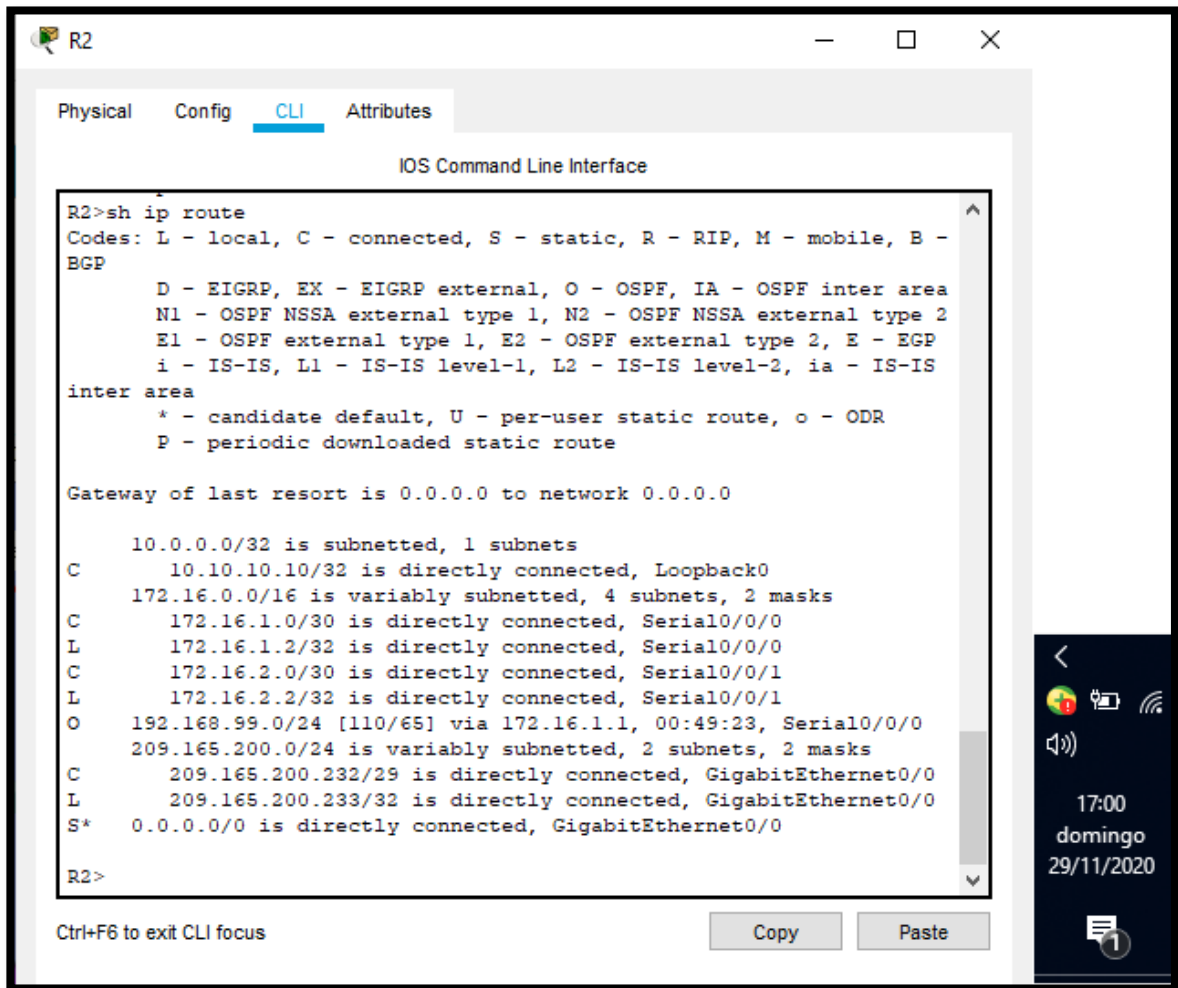 R2
Physical Config CLI Attributes
IOS Command Line Interface
R2>sh ip route
Codes: L - local, C - connected, S - static, R - RIP, M - mobile, B -
BGP
       D - EIGRP, EX - EIGRP external, O - OSPF, IA - OSPF inter area
       N1 - OSPF NSSA external type 1, N2 - OSPF NSSA external type 2
       E1 - OSPF external type 1, E2 - OSPF external type 2, E - EGP
       i - IS-IS, L1 - IS-IS level-1, L2 - IS-IS level-2, ia - IS-IS
inter area
       * - candidate default, U - per-user static route, o - ODR
       P - periodic downloaded static route
Gateway of last resort is 0.0.0.0 to network 0.0.0.0
     10.0.0.0/32 is subnetted, 1 subnets
C       10.10.10.10/32 is directly connected, Loopback0
     172.16.0.0/16 is variably subnetted, 4 subnets, 2 masks
C       172.16.1.0/30 is directly connected, Serial0/0/0
L       172.16.1.2/32 is directly connected, Serial0/0/0
C       172.16.2.0/30 is directly connected, Serial0/0/1
L       172.16.2.2/32 is directly connected, Serial0/0/1
O    192.168.99.0/24 [110/65] via 172.16.1.1, 00:49:23, Serial0/0/0
     209.165.200.0/24 is variably subnetted, 2 subnets, 2 masks
C       209.165.200.232/29 is directly connected, GigabitEthernet0/0
L       209.165.200.233/32 is directly connected, GigabitEthernet0/0
S*   0.0.0.0/0 is directly connected, GigabitEthernet0/0
R2>
Ctrl+F6 to exit CLI focus
Copy
Paste
17:00
domingo
29/11/2020
1